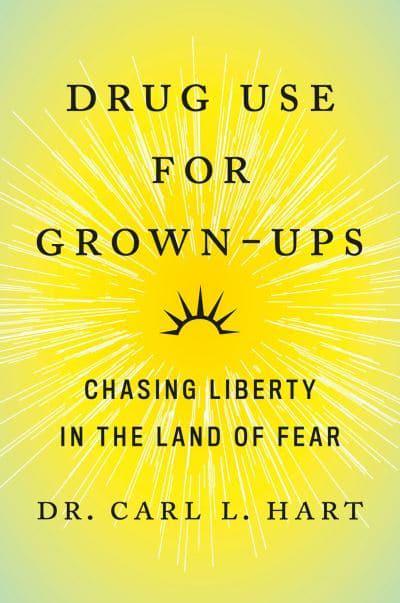 DRUG USE
FOR
GROWN-UPS
CHASING LIBERTY
IN THE LAND OF FEAR
DR. CARL L. HART